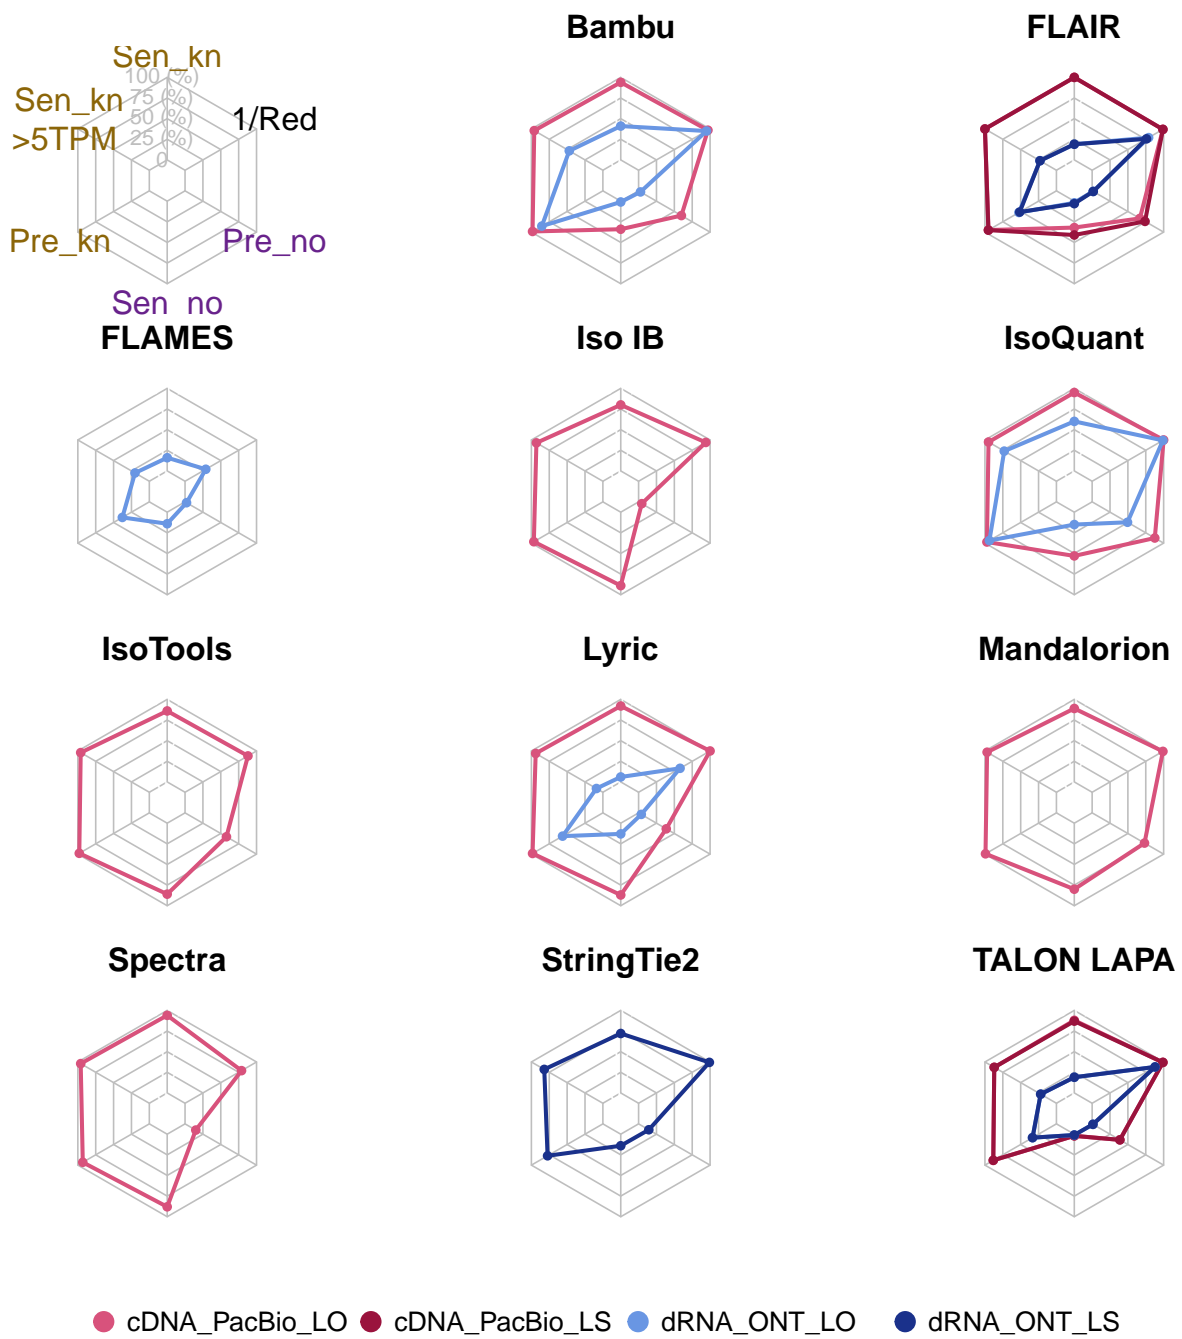 Bambu
FLAIR
Sen_kn
100 (%)
75 (%)
50 (%)
25 (%)
0
Sen_kn
>5TPM
1/Red
Pre_kn
Pre_no
Sen_no
FLAMES
Iso IB
IsoQuant
IsoTools
Lyric
Mandalorion
Spectra
StringTie2
TALON LAPA
cDNA_PacBio_LO
cDNA_PacBio_LS
dRNA_ONT_LO
dRNA_ONT_LS